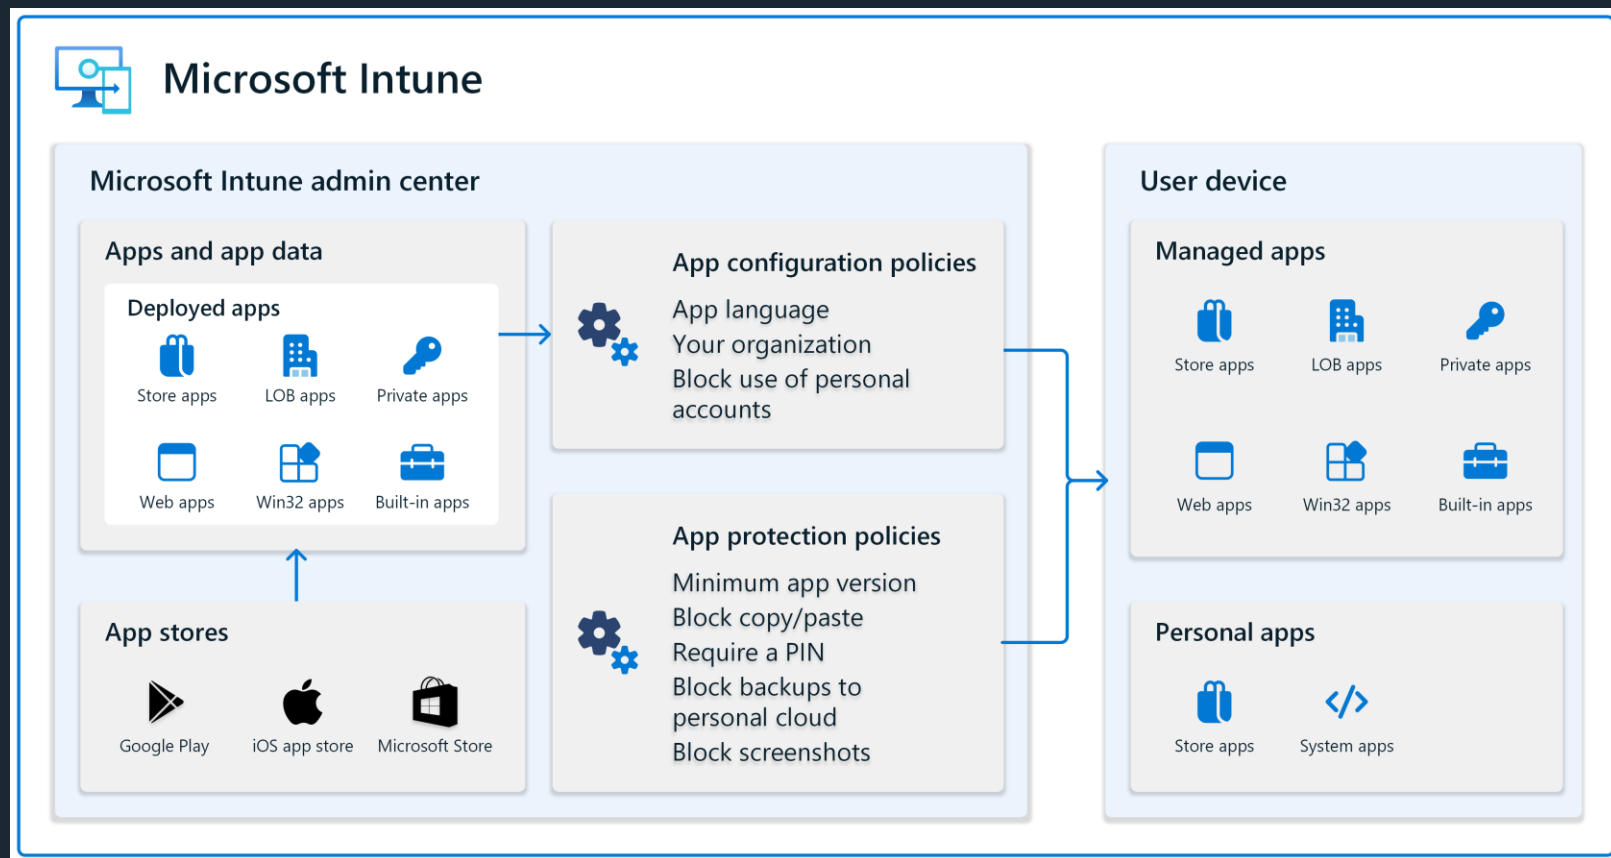 Microsoft Intune
Microsoft Intune admin center
Apps and app data
Deployed apps
Store apps
LOB apps
Private apps
Web apps
Win32 apps
Built-in apps
App stores
Google Play
iOS app store
Microsoft Store
App configuration policies
App language
Your organization
Block use of personal
accounts
App protection policies
Minimum app version
Block copy/paste
Require a PIN
Block backups to
personal cloud
Block screenshots
User device
Managed apps
Store apps
LOB apps
Private apps
Web apps
Win32 apps
Built-in apps
Personal apps
Store apps
System apps